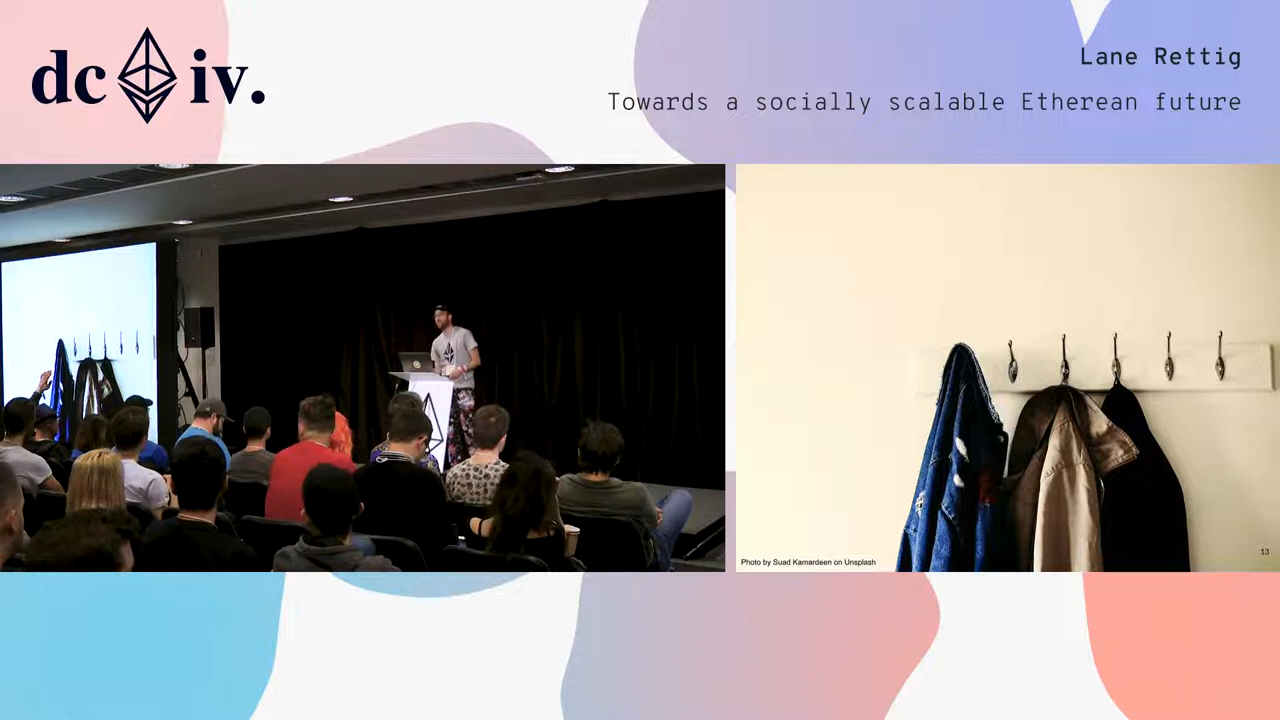 dc iv.
Lane Rettig
Towards a socially scalable Etherean future
13
Photo by Suad Kamardeen on Unsplash